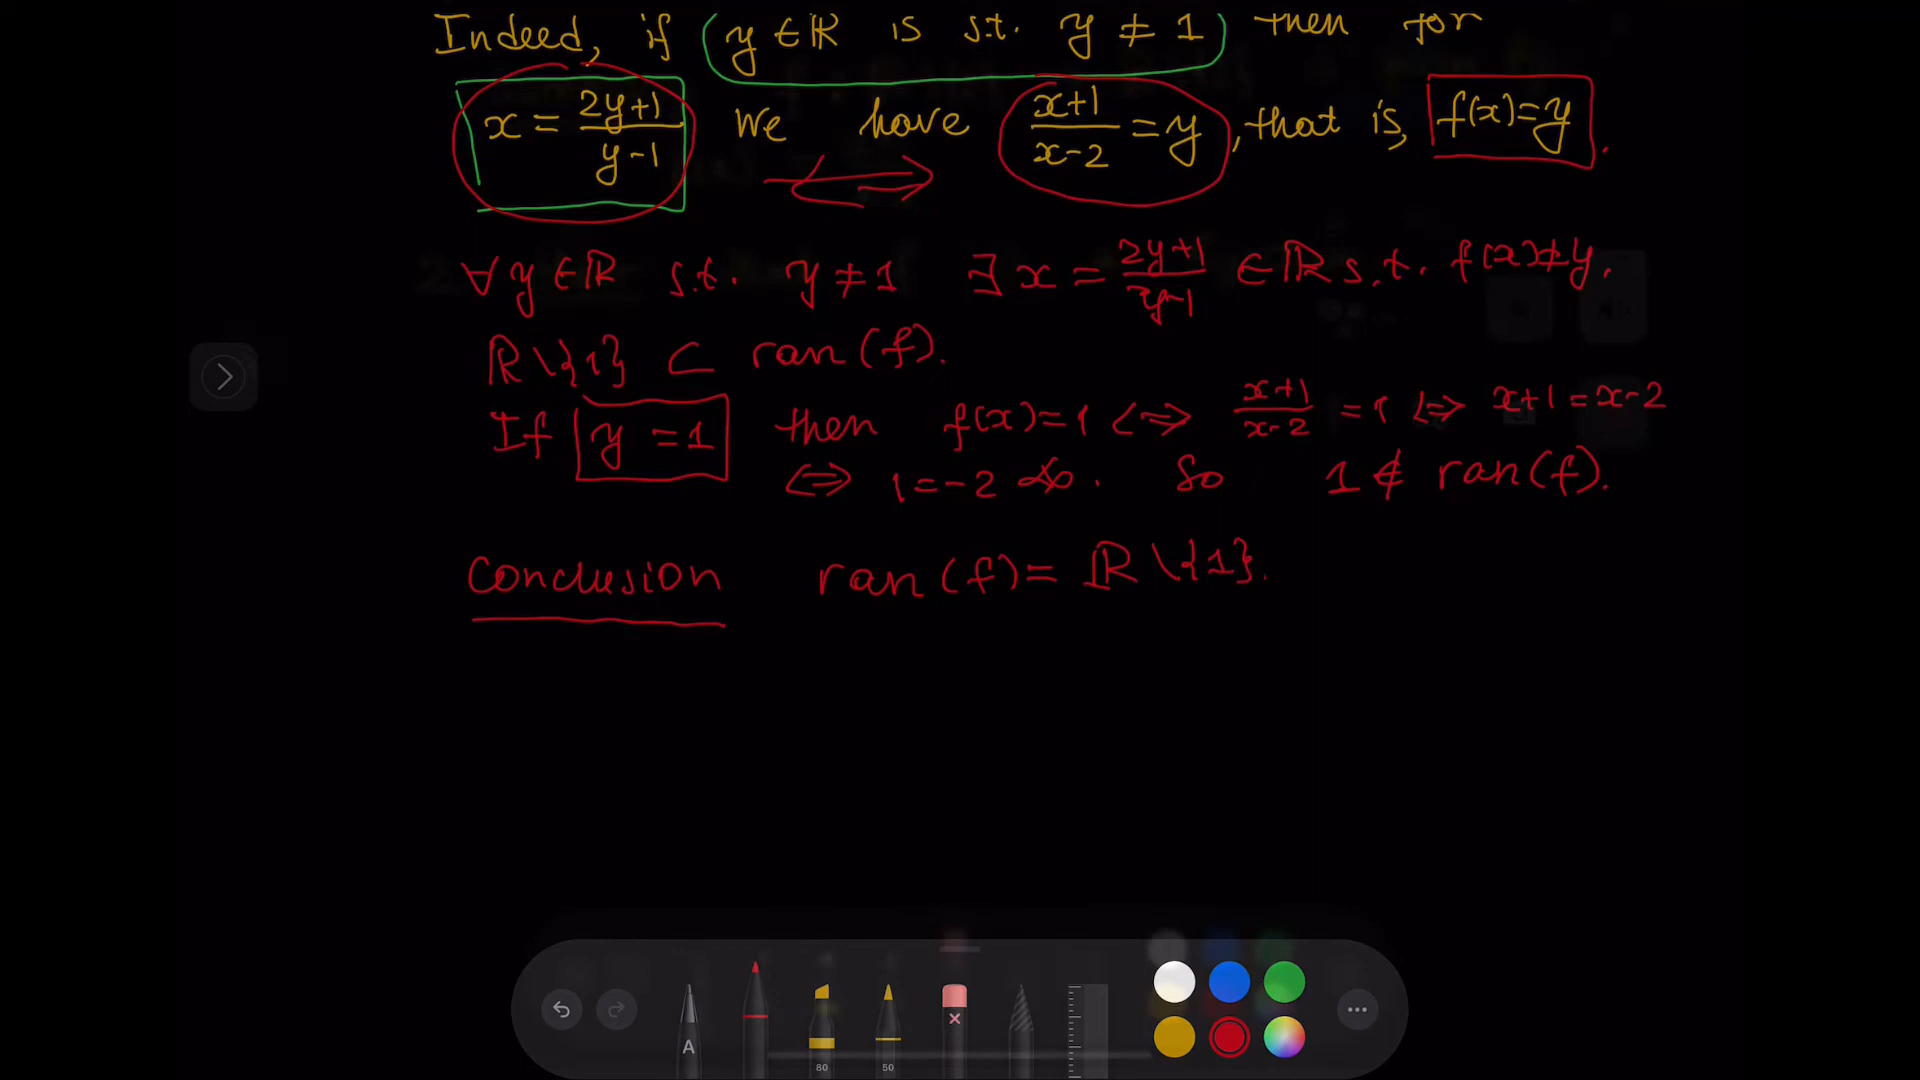 Indeed, if (y ∈ ℝ is s.t. y ≠ 1) then for
x = (2y+1)/(y-1) we have (x+1)/(x-2) = y, that is, f(x)=y.
∀ y ∈ ℝ s.t. y ≠ 1 ∃ x = (2y+1)/(y-1) ∈ ℝ s.t. f(x)≠y.
ℝ \ {1} ⊂ ran(f).
If y = 1 then f(x)=1 ⟺ (x+1)/(x-2) = 1 ⟺ x+1 = x-2
⟺ 1 = -2 . So 1 ∉ ran(f).
Conclusion ran(f) = ℝ \ {1}.
A
80
50